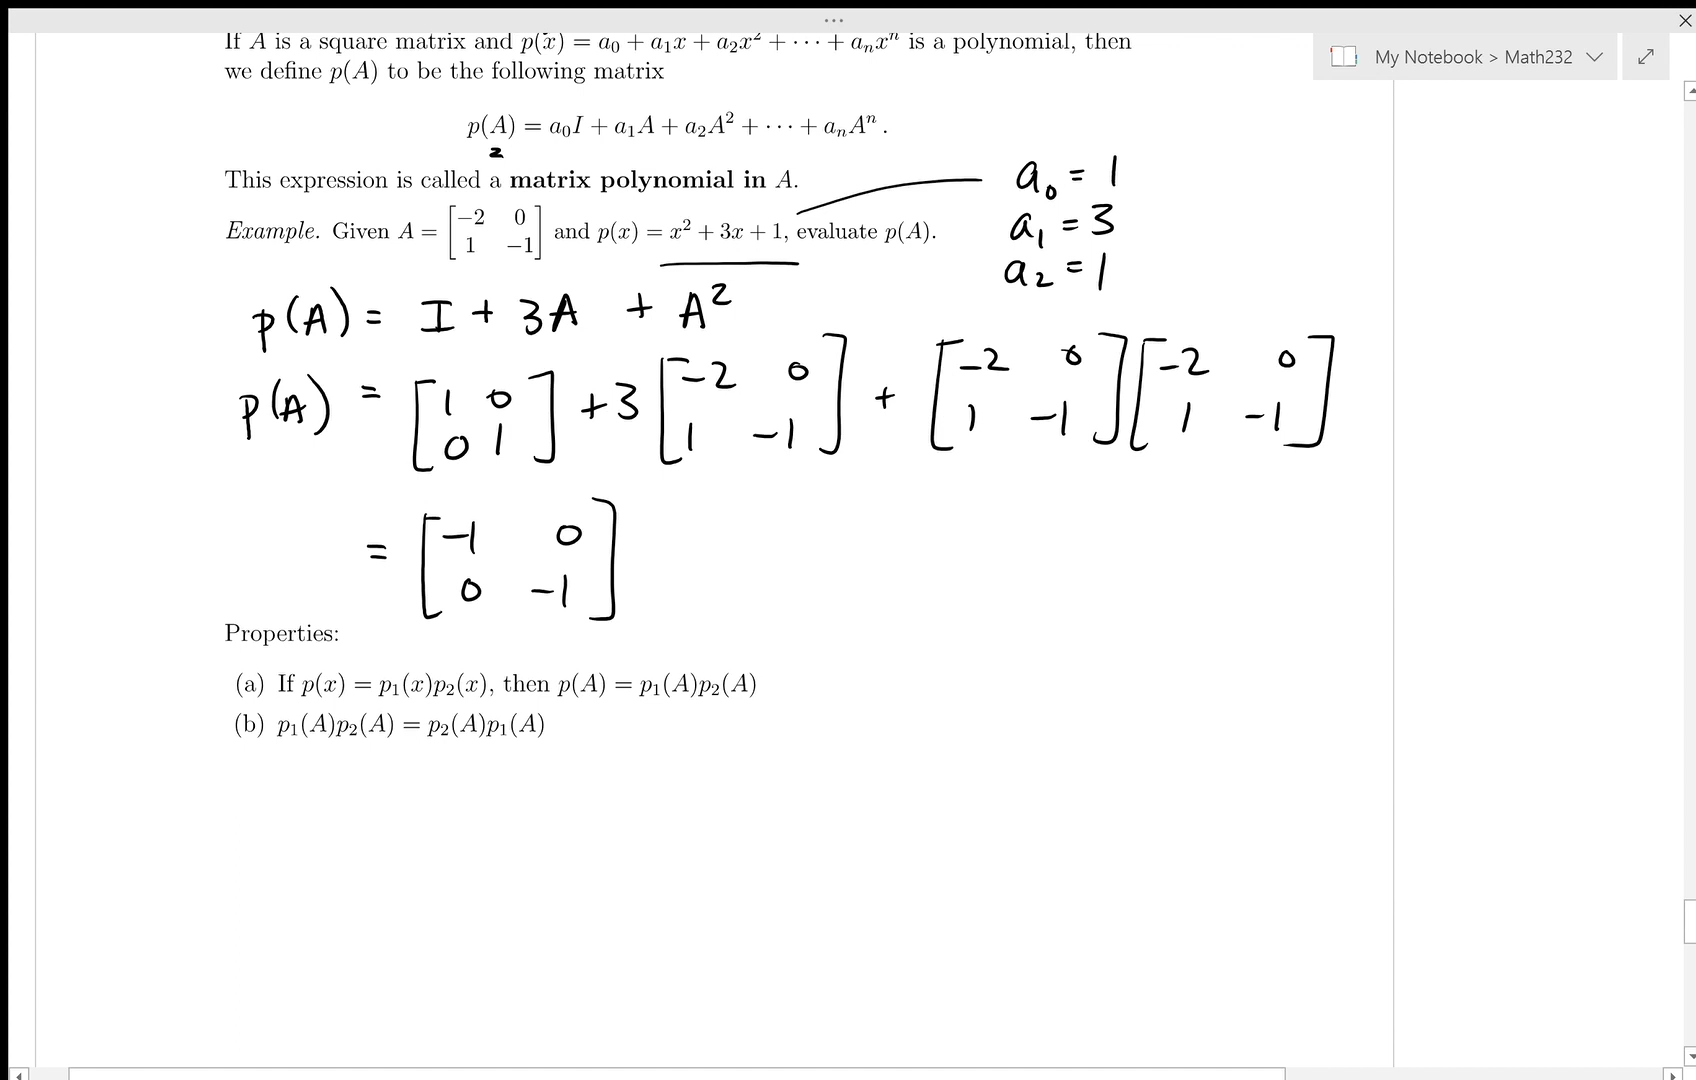 ...
If A is a square matrix and p(x) = a₀ + a₁x + a₂x² + · · · + aₙxⁿ is a polynomial, then
My Notebook > Math232
we define p(A) to be the following matrix
p(A) = a₀I + a₁A + a₂A² + · · · + aₙAⁿ .
2
This expression is called a matrix polynomial in A.
a₀ = 1
Example. Given A = [−2 0; 1 −1] and p(x) = x² + 3x + 1, evaluate p(A).
a₁ = 3
a₂ = 1
p(A) = I + 3A + A²
p(A) = [1 0; 0 1] + 3 [−2 0; 1 −1] + [−2 0; 1 −1] [−2 0; 1 −1]
= [−1 0; 0 −1]
Properties:
(a) If p(x) = p₁(x)p₂(x), then p(A) = p₁(A)p₂(A)
(b) p₁(A)p₂(A) = p₂(A)p₁(A)